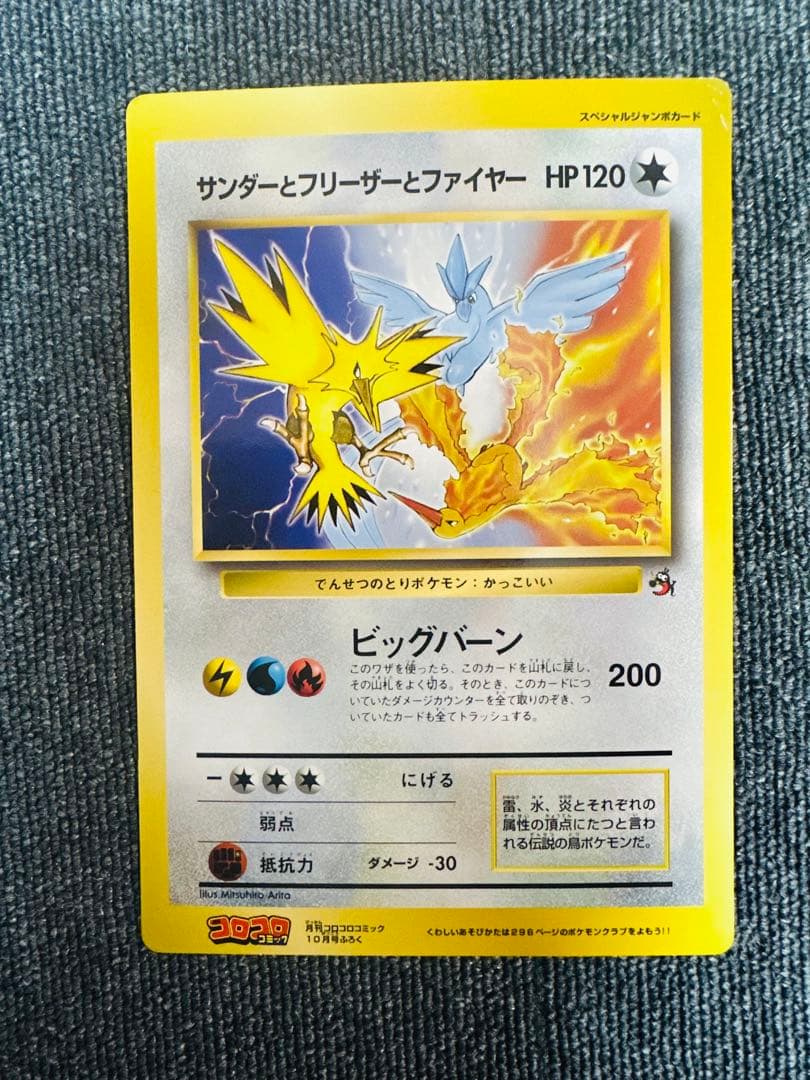 スペシャルジャンボカード
サンダーとフリーザーとファイヤー HP120
でんせつのとりポケモン:かっこいい
ビッグバーン
このワザを使ったら、このカードを山札に戻し、
その山札をよく切る。そのとき、このカードにつ
いていたダメージカウンターを全て取りのぞき、つ
いていたカードも全てトラッシュする。
200
にげる
弱点
抵抗力 ダメージ -30
雷、水、炎とそれぞれの
属性の頂点にたつと言わ
れる伝説の鳥ポケモンだ。
Illus. Mitsuhiro Arita
コロコロ
コミック
月刊コロコロコミック
10月号ふろく
くわしいあそびかたは296ページのポケモンクラブをよもう!!